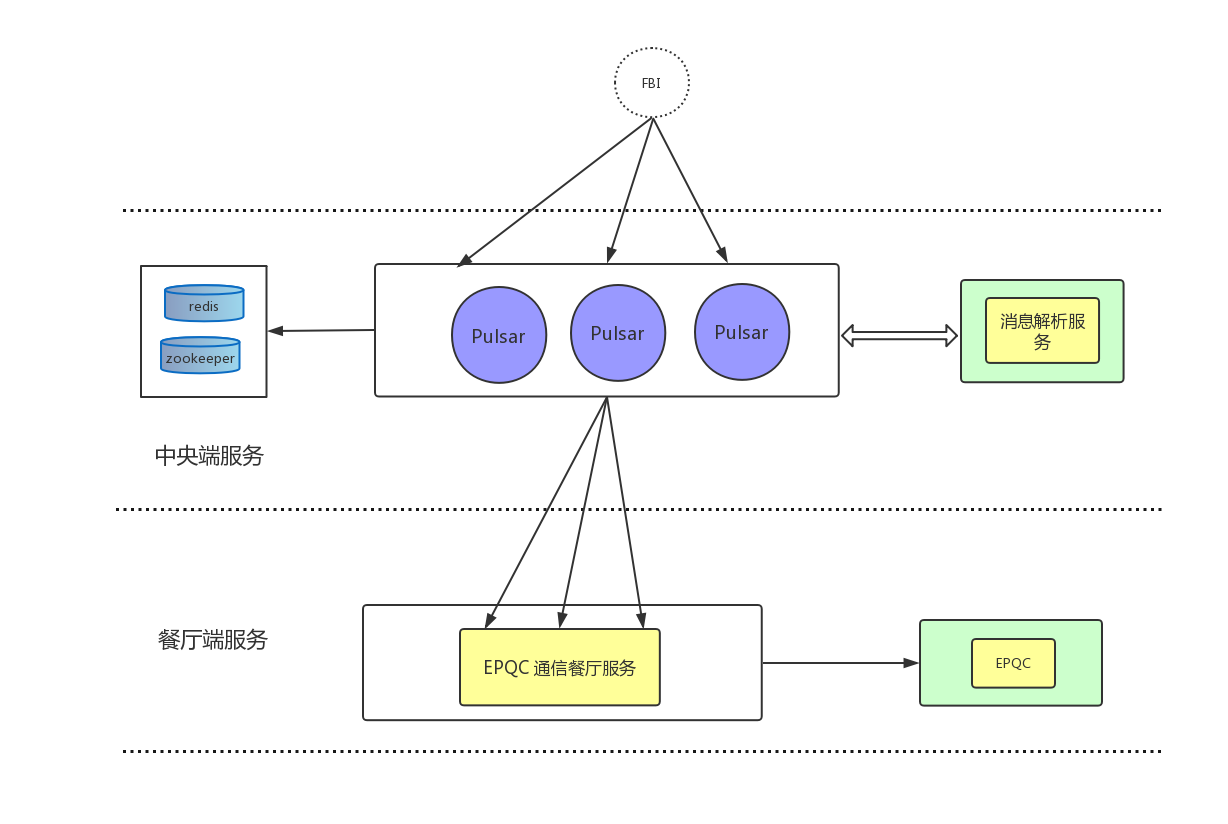 FBI
redis
zookeeper
Pulsar
Pulsar
Pulsar
消息解析服
务
中央端服务
餐厅端服务
EPQC 通信餐厅服务
EPQC